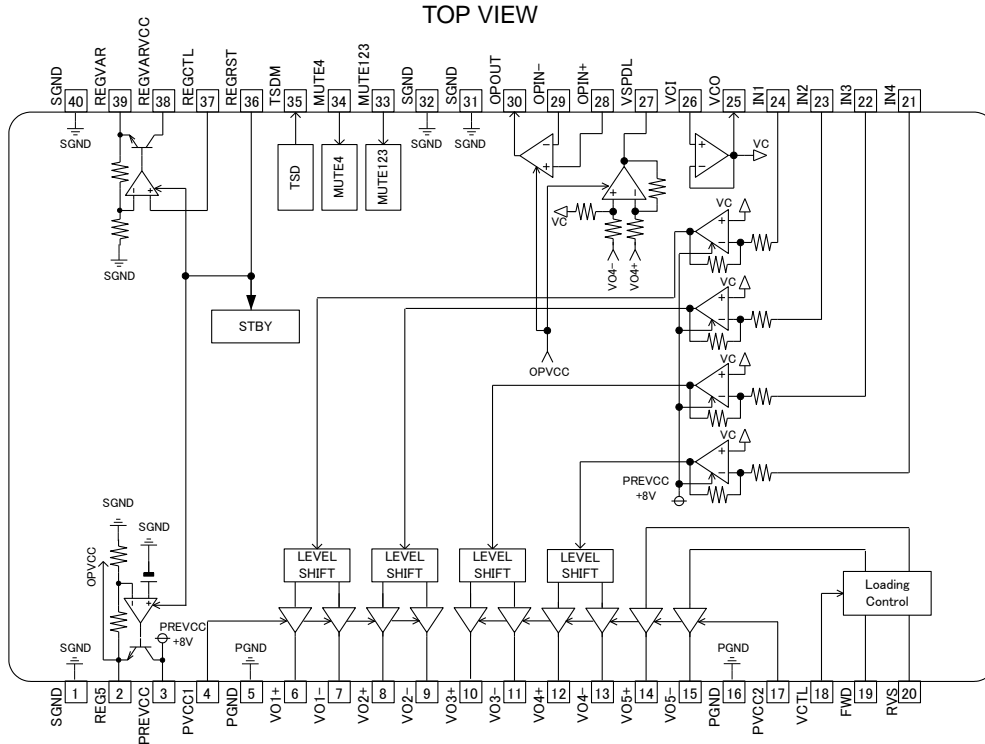 TOP VIEW
SGND
REGVAR
REGVARVCC
REGCTL
REGRST
TSDM
MUTE4
MUTE123
SGND
SGND
OPOUT
OPIN-
OPIN+
VSPDL
VCI
VCO
IN1
IN2
IN3
IN4
40
39
38
37
36
35
34
33
32
31
30
29
28
27
26
25
24
23
22
21
SGND
SGND
SGND
TSD
MUTE4
MUTE123
-
+
-
+
+
-
+
-
VC
VC
VO4-
VO4+
SGND
STBY
OPVCC
VC
+
-
VC
+
-
VC
+
-
VC
+
-
PREVCC
+8V
SGND
SGND
OPVCC
-
+
PREVCC
+8V
LEVEL
SHIFT
LEVEL
SHIFT
LEVEL
SHIFT
LEVEL
SHIFT
Loading
Control
SGND
PGND
PGND
1
2
3
4
5
6
7
8
9
10
11
12
13
14
15
16
17
18
19
20
SGND
REG5
PREVCC
PVCC1
PGND
VO1+
VO1-
VO2+
VO2-
VO3+
VO3-
VO4+
VO4-
VO5+
VO5-
PGND
PVCC2
VCTL
FWD
RVS